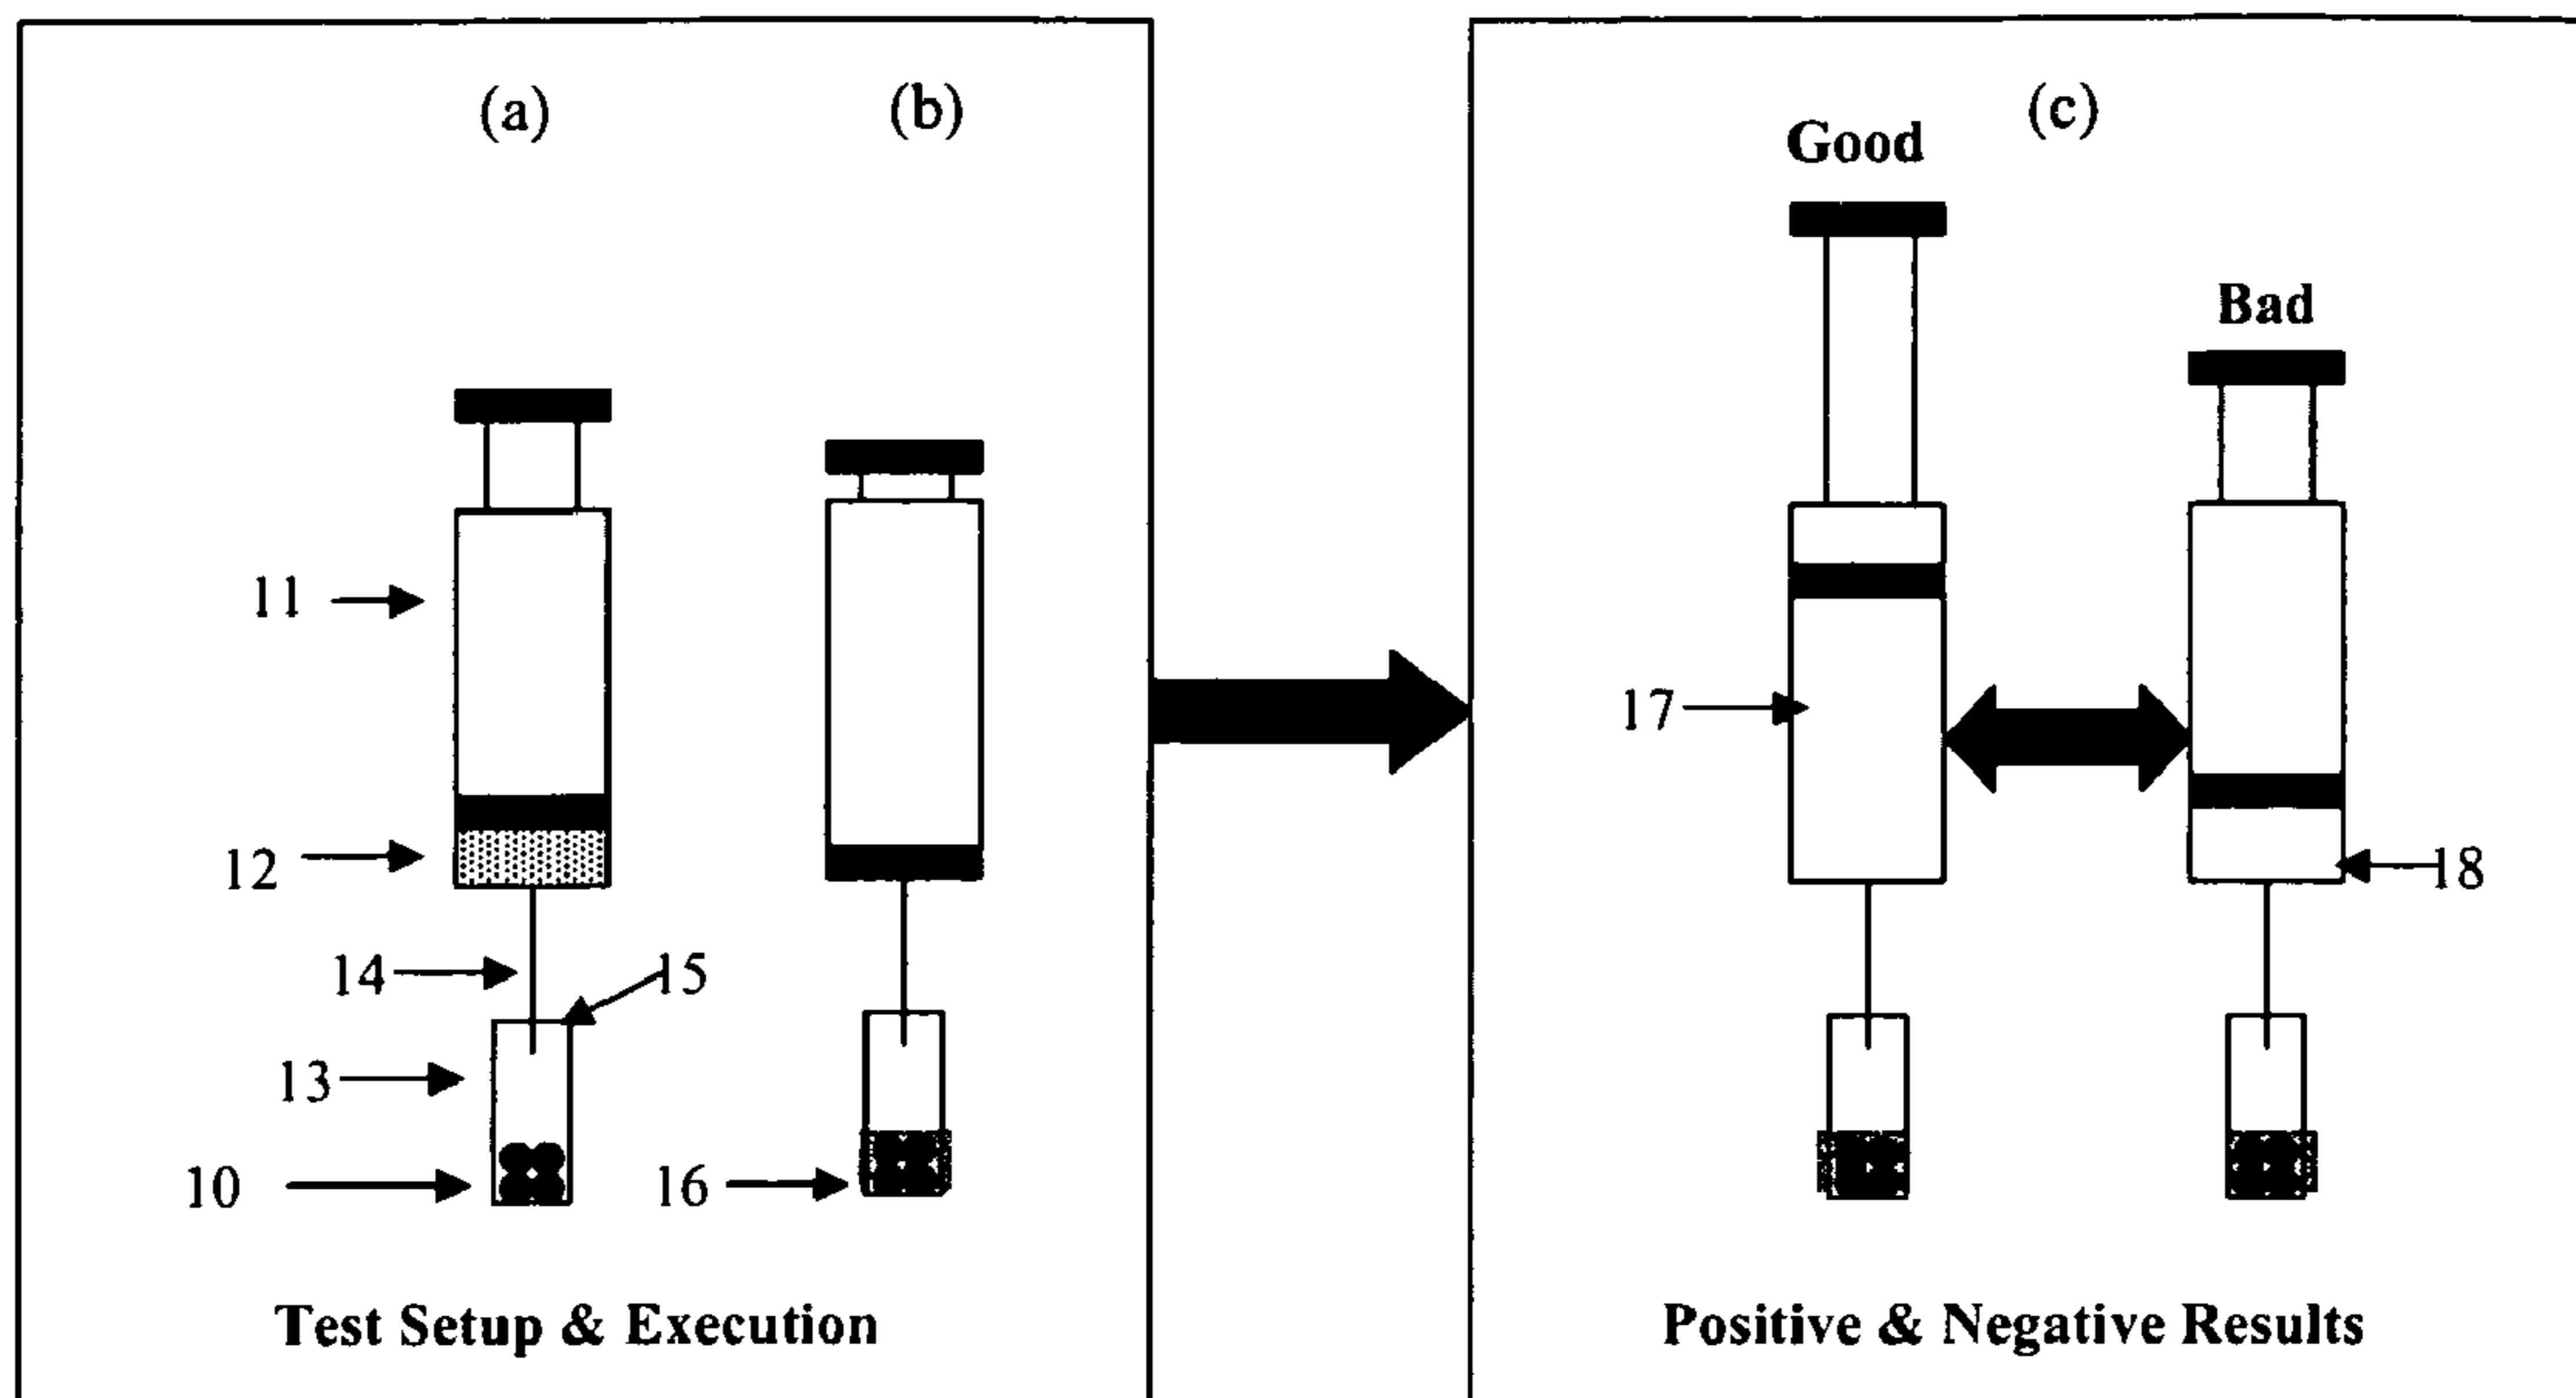 (a)
(b)
11
12
14
15
13
10
16
Test Setup & Execution
(c)
Good
Bad
17
18
Positive & Negative Results